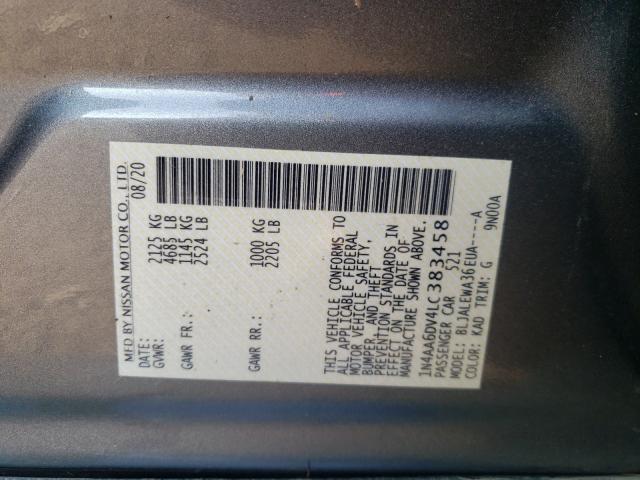 MFD BY NISSAN MOTOR CO., LTD.
DATE: 08/20
GVWR: 2125 KG
4685 LB
GAWR FR: 1145 KG
2524 LB
GAWR RR: 1000 KG
2205 LB
THIS VEHICLE CONFORMS TO
ALL APPLICABLE FEDERAL
MOTOR VEHICLE SAFETY,
BUMPER, AND THEFT
PREVENTION STANDARDS IN
EFFECT ON THE DATE OF
MANUFACTURE SHOWN ABOVE.
1N4AA6DV4LC383458
PASSENGER CAR 521
MODEL: BLJALEWA36EUA----A
COLOR: KAD TRIM: G 9N00A